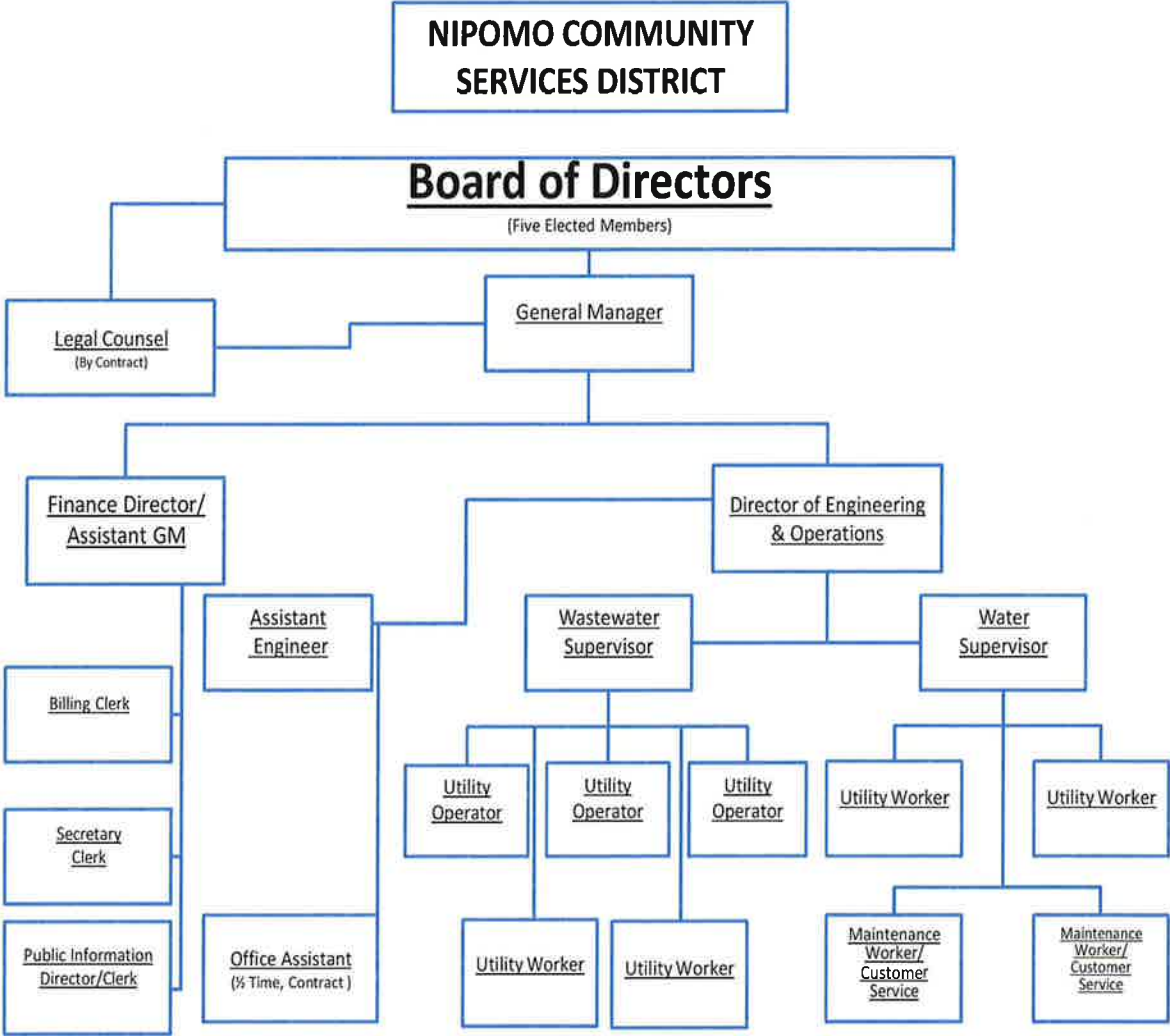 NIPOMO COMMUNITY
SERVICES DISTRICT
Board of Directors
(Five Elected Members)
General Manager
Legal Counsel
(By Contract)
Finance Director/
Assistant GM
Director of Engineering
& Operations
Assistant
Engineer
Wastewater
Supervisor
Water
Supervisor
Billing Clerk
Utility
Operator
Utility
Operator
Utility
Operator
Utility Worker
Utility Worker
Secretary
Clerk
Public Information
Director/Clerk
Office Assistant
(½ Time, Contract )
Utility Worker
Utility Worker
Maintenance
Worker/
Customer
Service
Maintenance
Worker/
Customer
Service